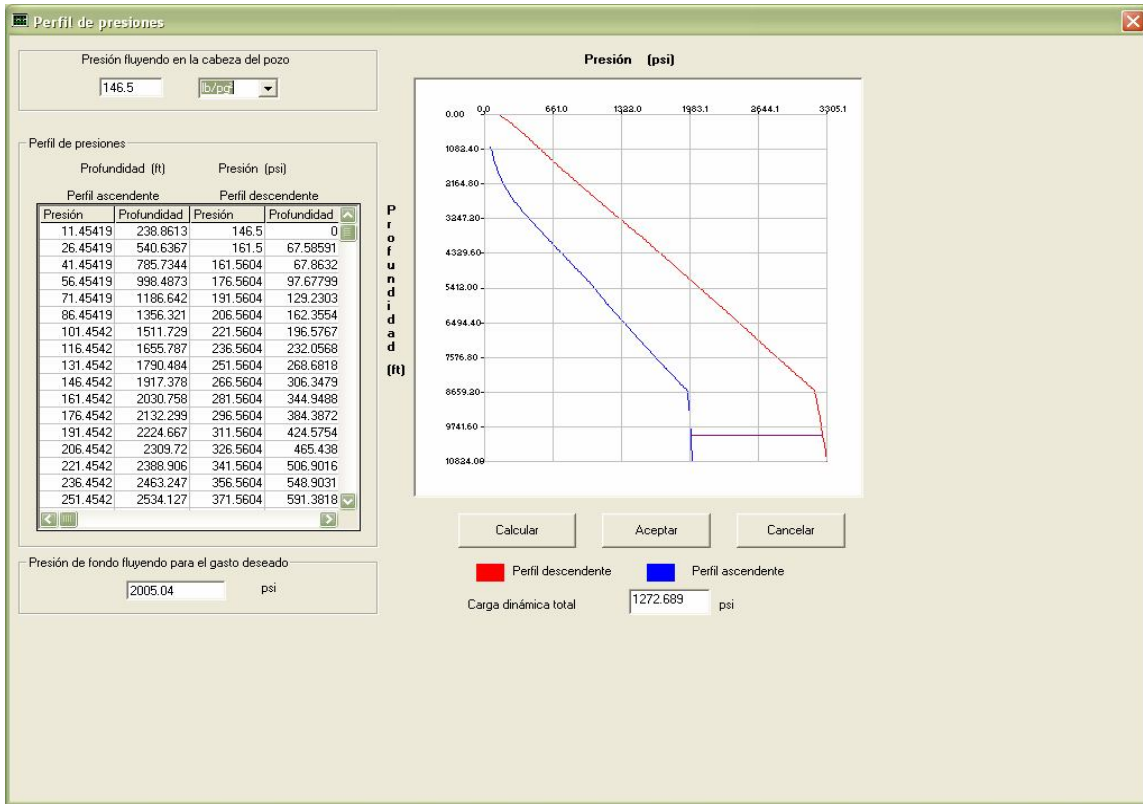 Perfil de presiones
Presión fluyendo en la cabeza del pozo
146.5 lb/pg²
Perfil de presiones
Profundidad (ft) Presión (psi)
Perfil ascendente Perfil descendente
Presión Profundidad Presión Profundidad
11.45419 238.8613 146.5 0
26.45419 540.6367 161.5 67.58591
41.45419 785.7344 161.5604 67.8632
56.45419 998.4873 176.5604 97.67799
71.45419 1186.642 191.5604 129.2303
86.45419 1356.321 206.5604 162.3554
101.4542 1511.729 221.5604 196.5767
116.4542 1655.787 236.5604 232.0568
131.4542 1790.484 251.5604 268.6818
146.4542 1917.378 266.5604 306.3479
161.4542 2030.758 281.5604 344.9488
176.4542 2132.299 296.5604 384.3872
191.4542 2224.667 311.5604 424.5754
206.4542 2309.72 326.5604 465.438
221.4542 2388.906 341.5604 506.9016
236.4542 2463.247 356.5604 548.9031
251.4542 2534.127 371.5604 591.3818
Presión de fondo fluyendo para el gasto deseado
2005.04 psi
Presión (psi)
Profundidad (ft)
0.0 661.0 1322.0 1983.1 2644.1 3305.1
0.00
1082.40
2164.80
3247.20
4329.60
5412.00
6494.40
7576.80
8659.20
9741.60
10824.00
Calcular Aceptar Cancelar
Perfil descendente Perfil ascendente
Carga dinámica total 1272.689 psi